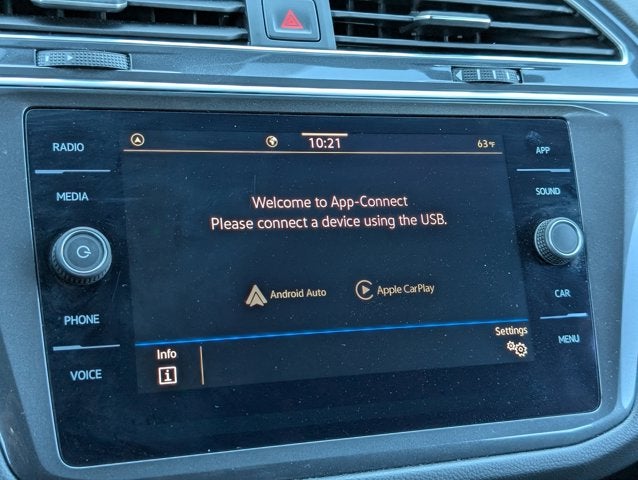 RADIO
MEDIA
PHONE
VOICE
10:21
63°F
Welcome to App-Connect
Please connect a device using the USB.
Android Auto
Apple CarPlay
Info
i
Settings
APP
SOUND
CAR
MENU